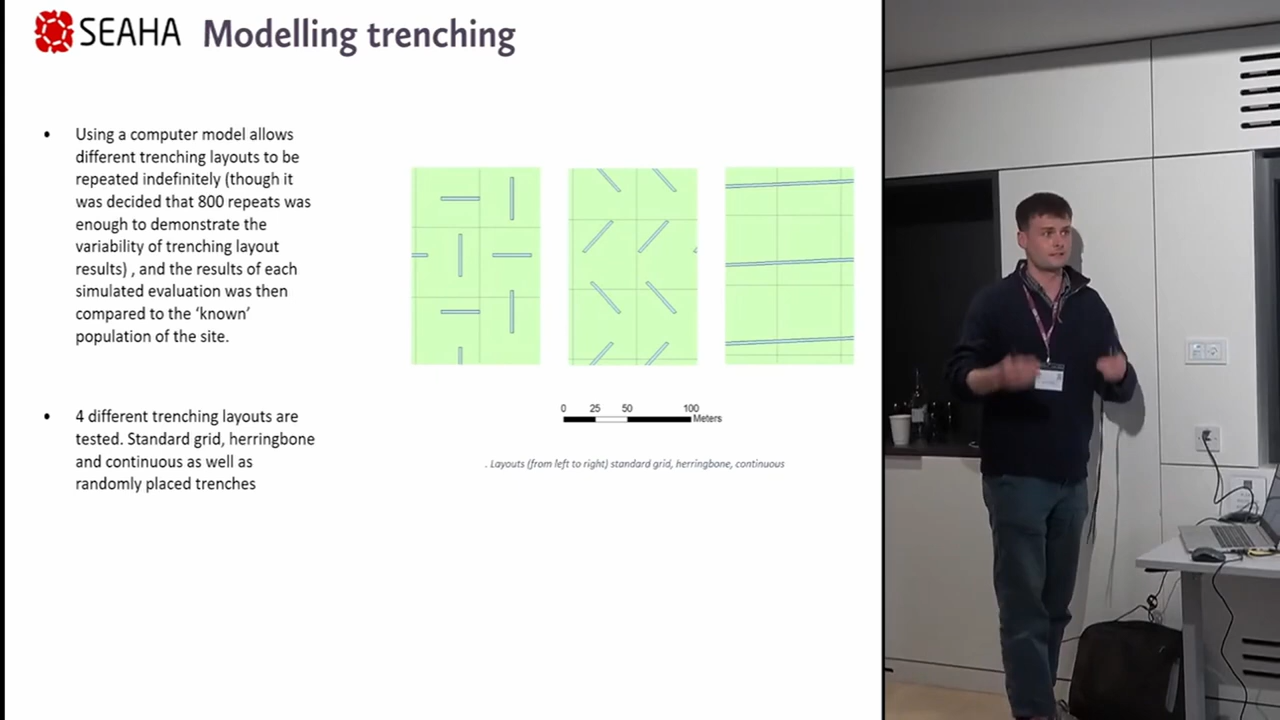 SEAHA Modelling trenching
• Using a computer model allows
different trenching layouts to be
repeated indefinitely (though it
was decided that 800 repeats was
enough to demonstrate the
variability of trenching layout
results) , and the results of each
simulated evaluation was then
compared to the ‘known’
population of the site.
• 4 different trenching layouts are
tested. Standard grid, herringbone
and continuous as well as
randomly placed trenches
0 25 50 100
Meters
. Layouts (from left to right) standard grid, herringbone, continuous